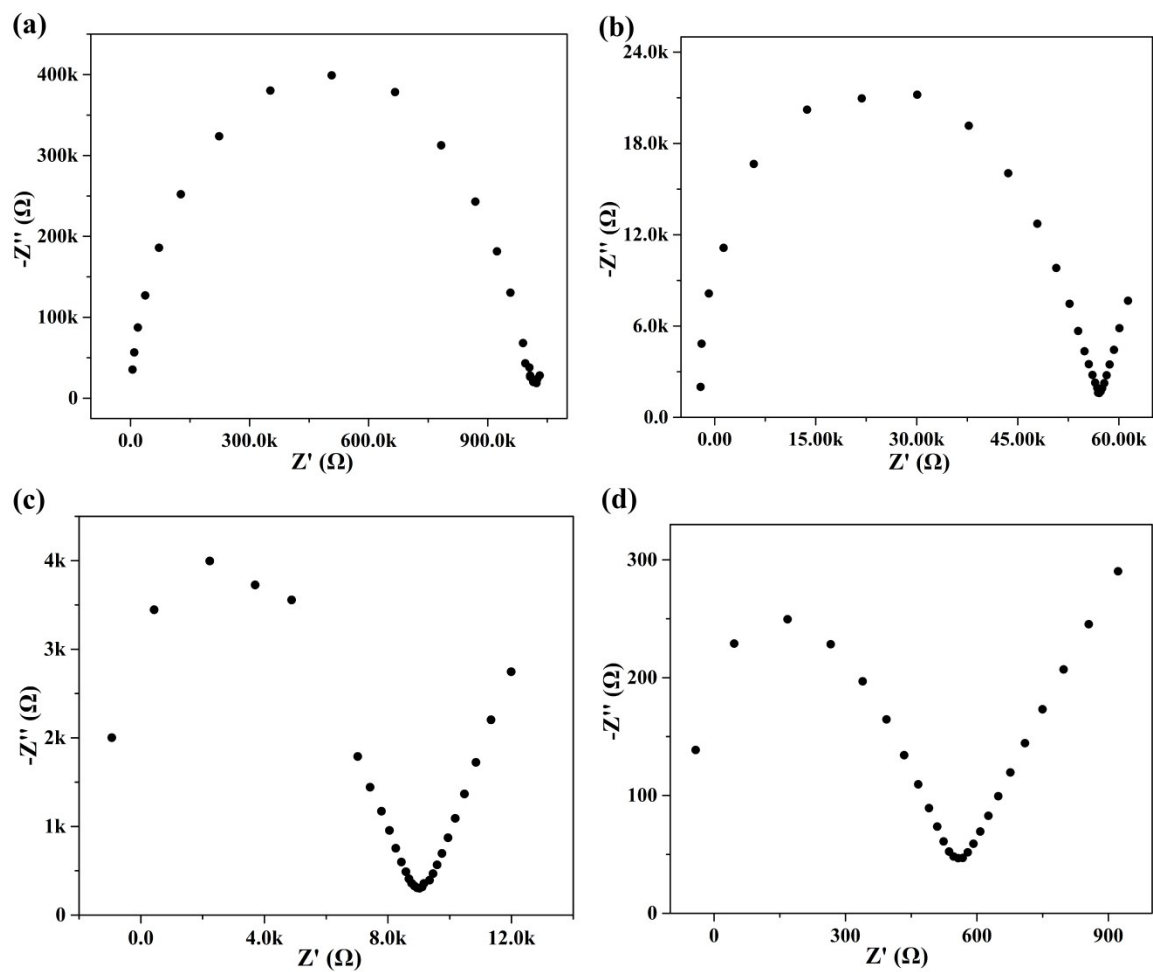 (a)
400k
300k
200k
100k
0
-Z'' (Ω)
0.0 300.0k 600.0k 900.0k
Z' (Ω)
(b)
24.0k
18.0k
12.0k
6.0k
0.0
-Z'' (Ω)
0.00 15.00k 30.00k 45.00k 60.00k
Z' (Ω)
(c)
4k
3k
2k
1k
0
-Z'' (Ω)
0.0 4.0k 8.0k 12.0k
Z' (Ω)
(d)
300
200
100
0
-Z'' (Ω)
0 300 600 900
Z' (Ω)